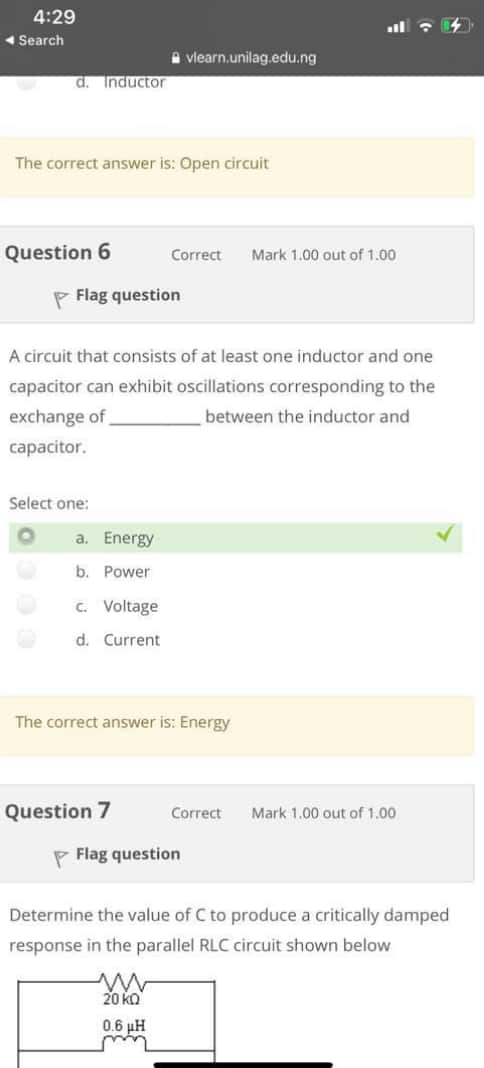 4:29
◄ Search
vlearn.unilag.edu.ng
d. Inductor
The correct answer is: Open circuit
Question 6 Correct Mark 1.00 out of 1.00
Flag question
A circuit that consists of at least one inductor and one
capacitor can exhibit oscillations corresponding to the
exchange of __________ between the inductor and
capacitor.
Select one:
a. Energy
b. Power
c. Voltage
d. Current
The correct answer is: Energy
Question 7 Correct Mark 1.00 out of 1.00
Flag question
Determine the value of C to produce a critically damped
response in the parallel RLC circuit shown below
20 kΩ
0.6 μH